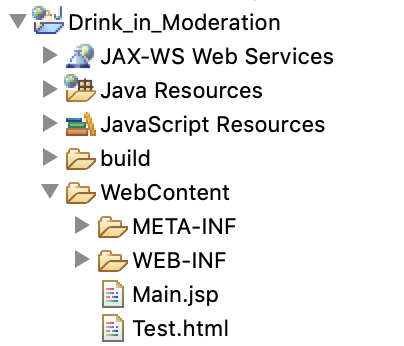 Drink_in_Moderation
JAX-WS Web Services
Java Resources
JavaScript Resources
build
WebContent
META-INF
WEB-INF
Main.jsp
Test.html